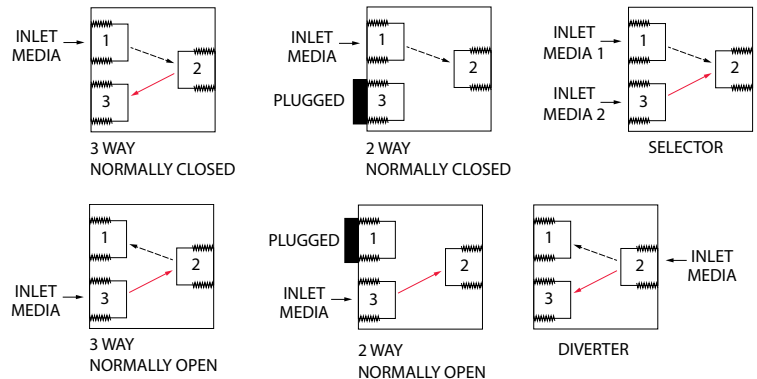 INLET
MEDIA
1
2
3
3 WAY
NORMALLY CLOSED
INLET
MEDIA
PLUGGED
1
2
3
2 WAY
NORMALLY CLOSED
INLET
MEDIA 1
INLET
MEDIA 2
1
2
3
SELECTOR
INLET
MEDIA
1
2
3
3 WAY
NORMALLY OPEN
PLUGGED
INLET
MEDIA
1
2
3
2 WAY
NORMALLY OPEN
1
2
3
INLET
MEDIA
DIVERTER